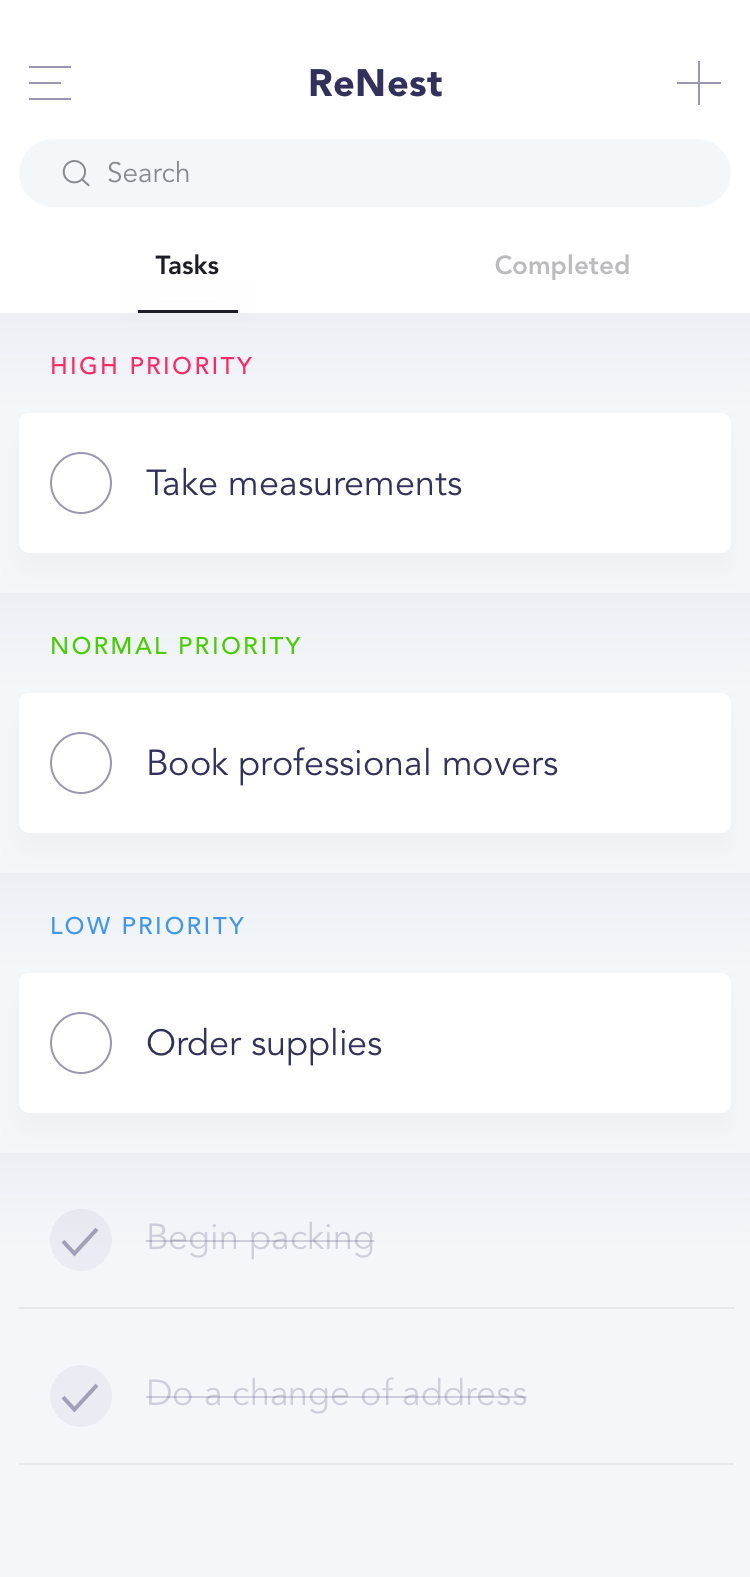 ReNest
Search
Tasks
Completed
HIGH PRIORITY
Take measurements
NORMAL PRIORITY
Book professional movers
LOW PRIORITY
Order supplies
Begin packing
Do a change of address